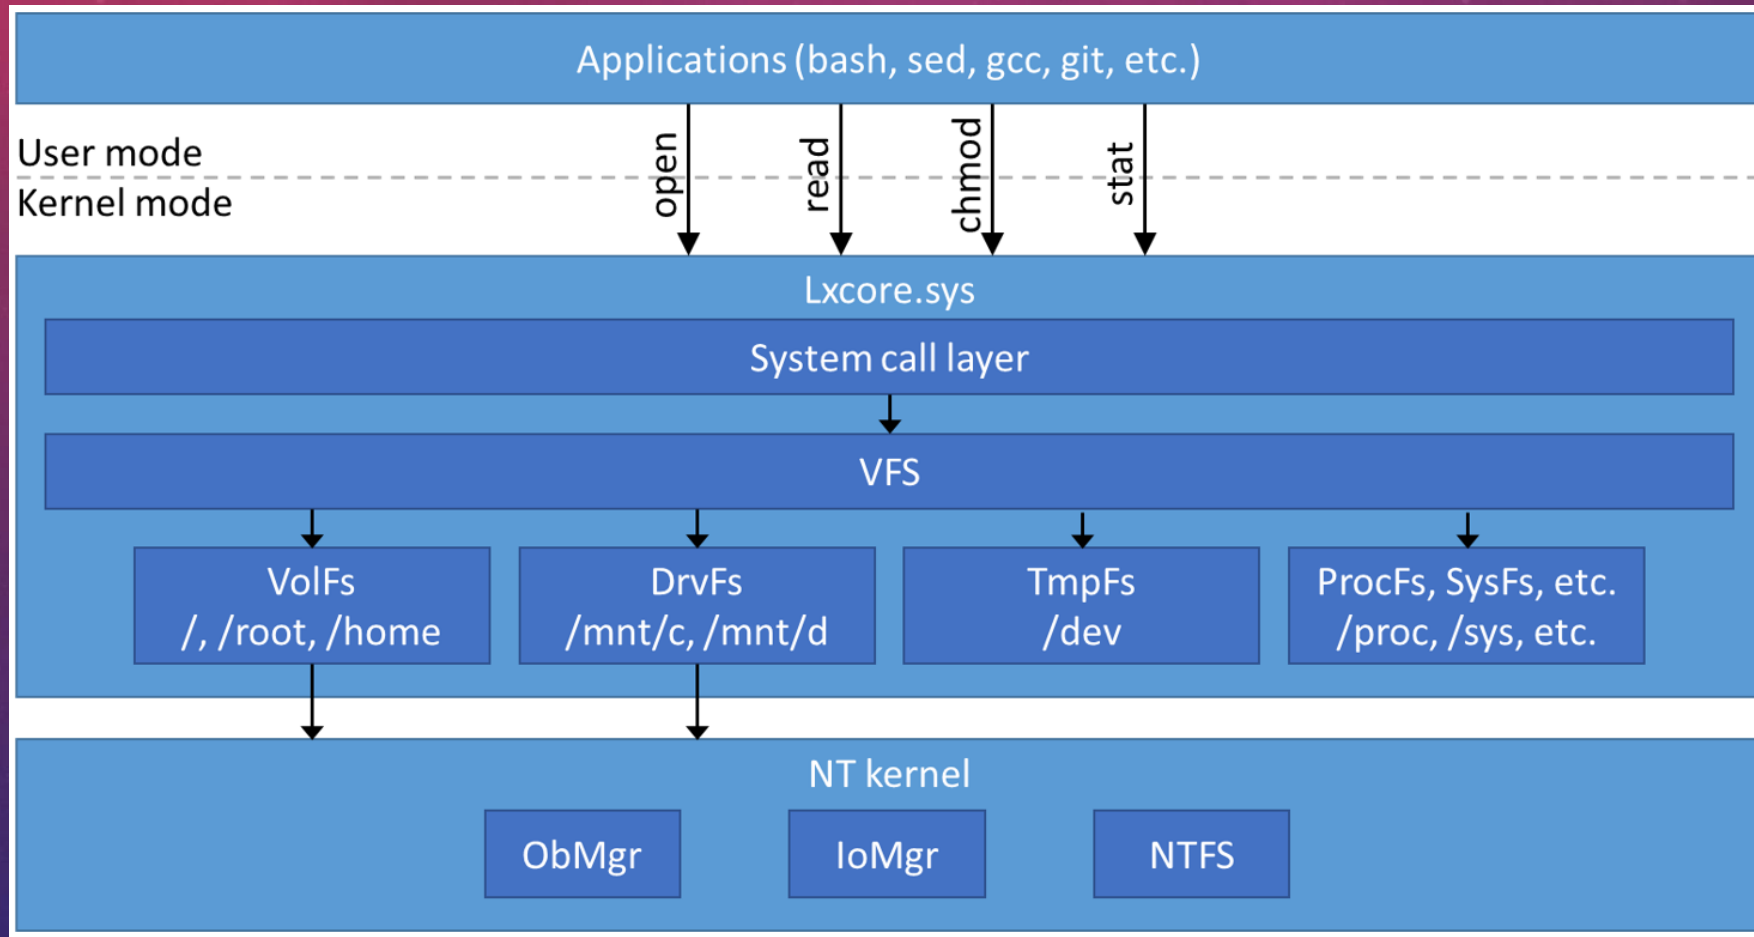 Applications (bash, sed, gcc, git, etc.)
User mode
Kernel mode
open
read
chmod
stat
Lxcore.sys
System call layer
VFS
VolFs
/, /root, /home
DrvFs
/mnt/c, /mnt/d
TmpFs
/dev
ProcFs, SysFs, etc.
/proc, /sys, etc.
NT kernel
ObMgr
IoMgr
NTFS